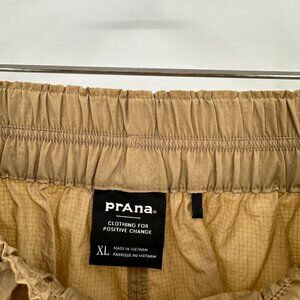 prAna®
CLOTHING FOR
POSITIVE CHANGE
XL
MADE IN VIETNAM
FABRIQUÉ AU VIETNAM